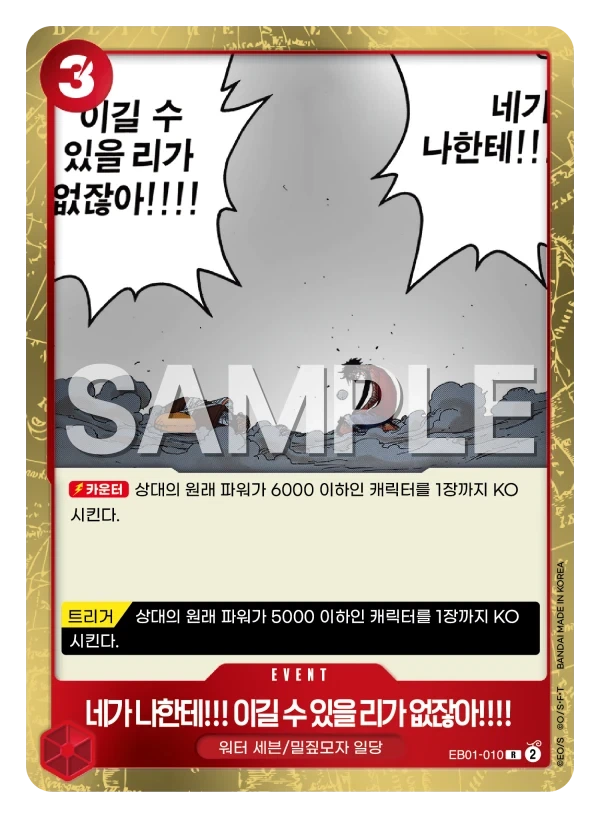 3
네가
나한테!!!
이길 수
있을 리가
없잖아!!!!
SAMPLE
카운터 상대의 원래 파워가 6000 이하인 캐릭터를 1장까지 KO
시킨다.
트리거 상대의 원래 파워가 5000 이하인 캐릭터를 1장까지 KO
시킨다.
EVENT
네가 나한테!!! 이길 수 있을 리가 없잖아!!!!
워터 세븐/밀짚모자 일당
EB01-010 R 2
©EO/S ©O/S·F·T BANDAI MADE IN KOREA